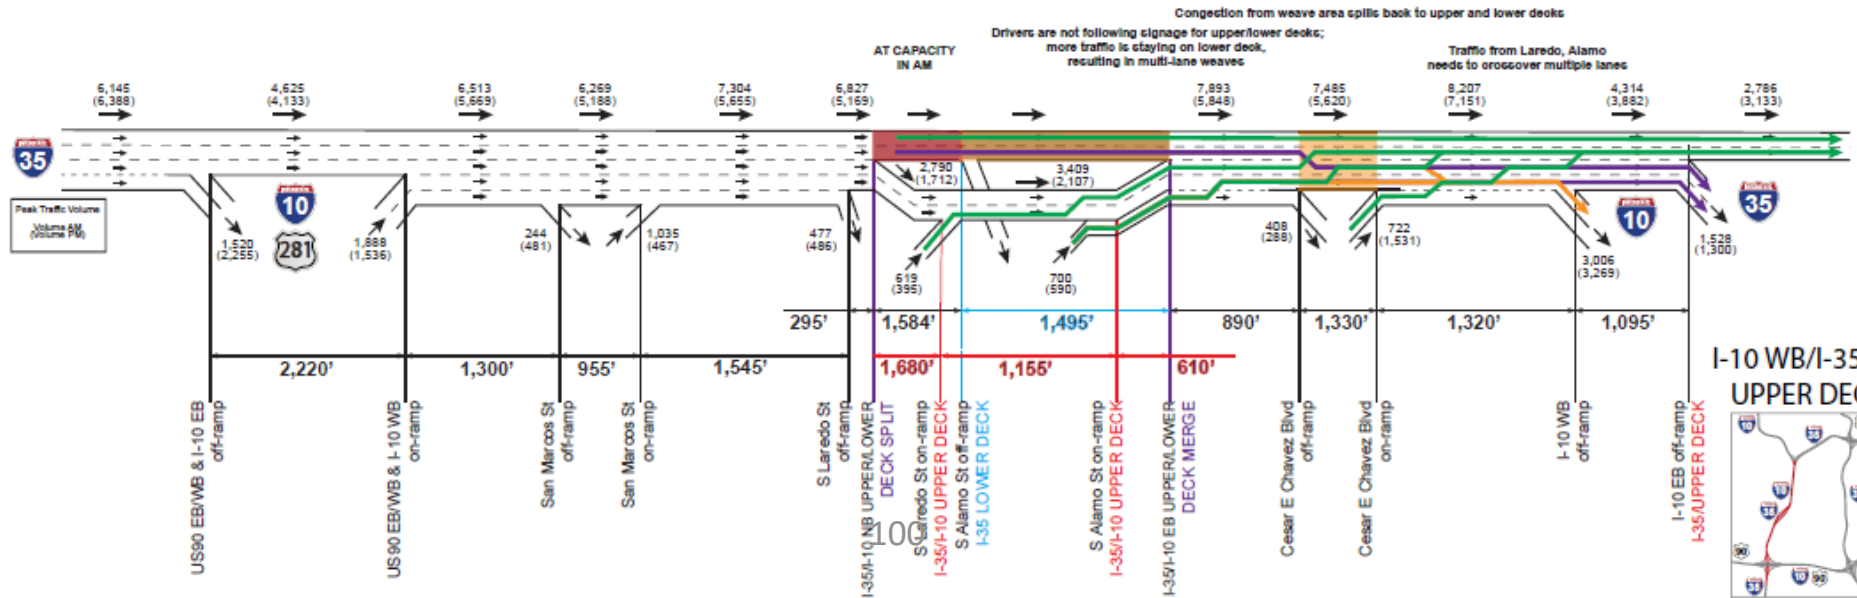 Congestion from weave area spills back to upper and lower decks
Drivers are not following signage for upper/lower decks;
more traffic is staying on lower deck,
resulting in multi-lane weaves
AT CAPACITY
IN AM
Traffic from Laredo, Alamo
needs to crossover multiple lanes
6,145
(6,388)
4,625
(4,133)
6,513
(5,669)
6,269
(5,188)
7,304
(5,655)
6,827
(5,169)
7,893
(5,848)
7,485
(5,620)
8,207
(7,151)
4,314
(3,882)
2,786
(3,133)
35
10
281
Peak Traffic Volume
Volume AM
(Volume PM)
1,520
(2,255)
1,888
(1,536)
244
(481)
1,035
(467)
477
(486)
2,790
(1,712)
3,409
(2,107)
619
(395)
700
(590)
408
(288)
722
(1,531)
3,006
(3,269)
1,528
(1,300)
10
35
295'
1,584'
1,495'
890'
1,330'
1,320'
1,095'
2,220'
1,300'
955'
1,545'
1,680'
1,155'
610'
US90 EB/WB & I-10 EB
off-ramp
US90 EB/WB & I-10 WB
on-ramp
San Marcos St
off-ramp
San Marcos St
on-ramp
S Laredo St
off-ramp
I-35/I-10 NB UPPER/LOWER
DECK SPLIT
S Laredo St on-ramp
I-35/I-10 UPPER DECK
S Alamo St off-ramp
I-35 LOWER DECK
S Alamo St on-ramp
I-35/I-10 UPPER DECK
I-35/I-10 EB UPPER/LOWER
DECK MERGE
Cesar E Chavez Blvd
off-ramp
Cesar E Chavez Blvd
on-ramp
I-10 WB
off-ramp
I-10 EB off-ramp
I-35/UPPER DECK
100
I-10 WB/I-35
UPPER DEC
10
35
10
35
90
35
10
90